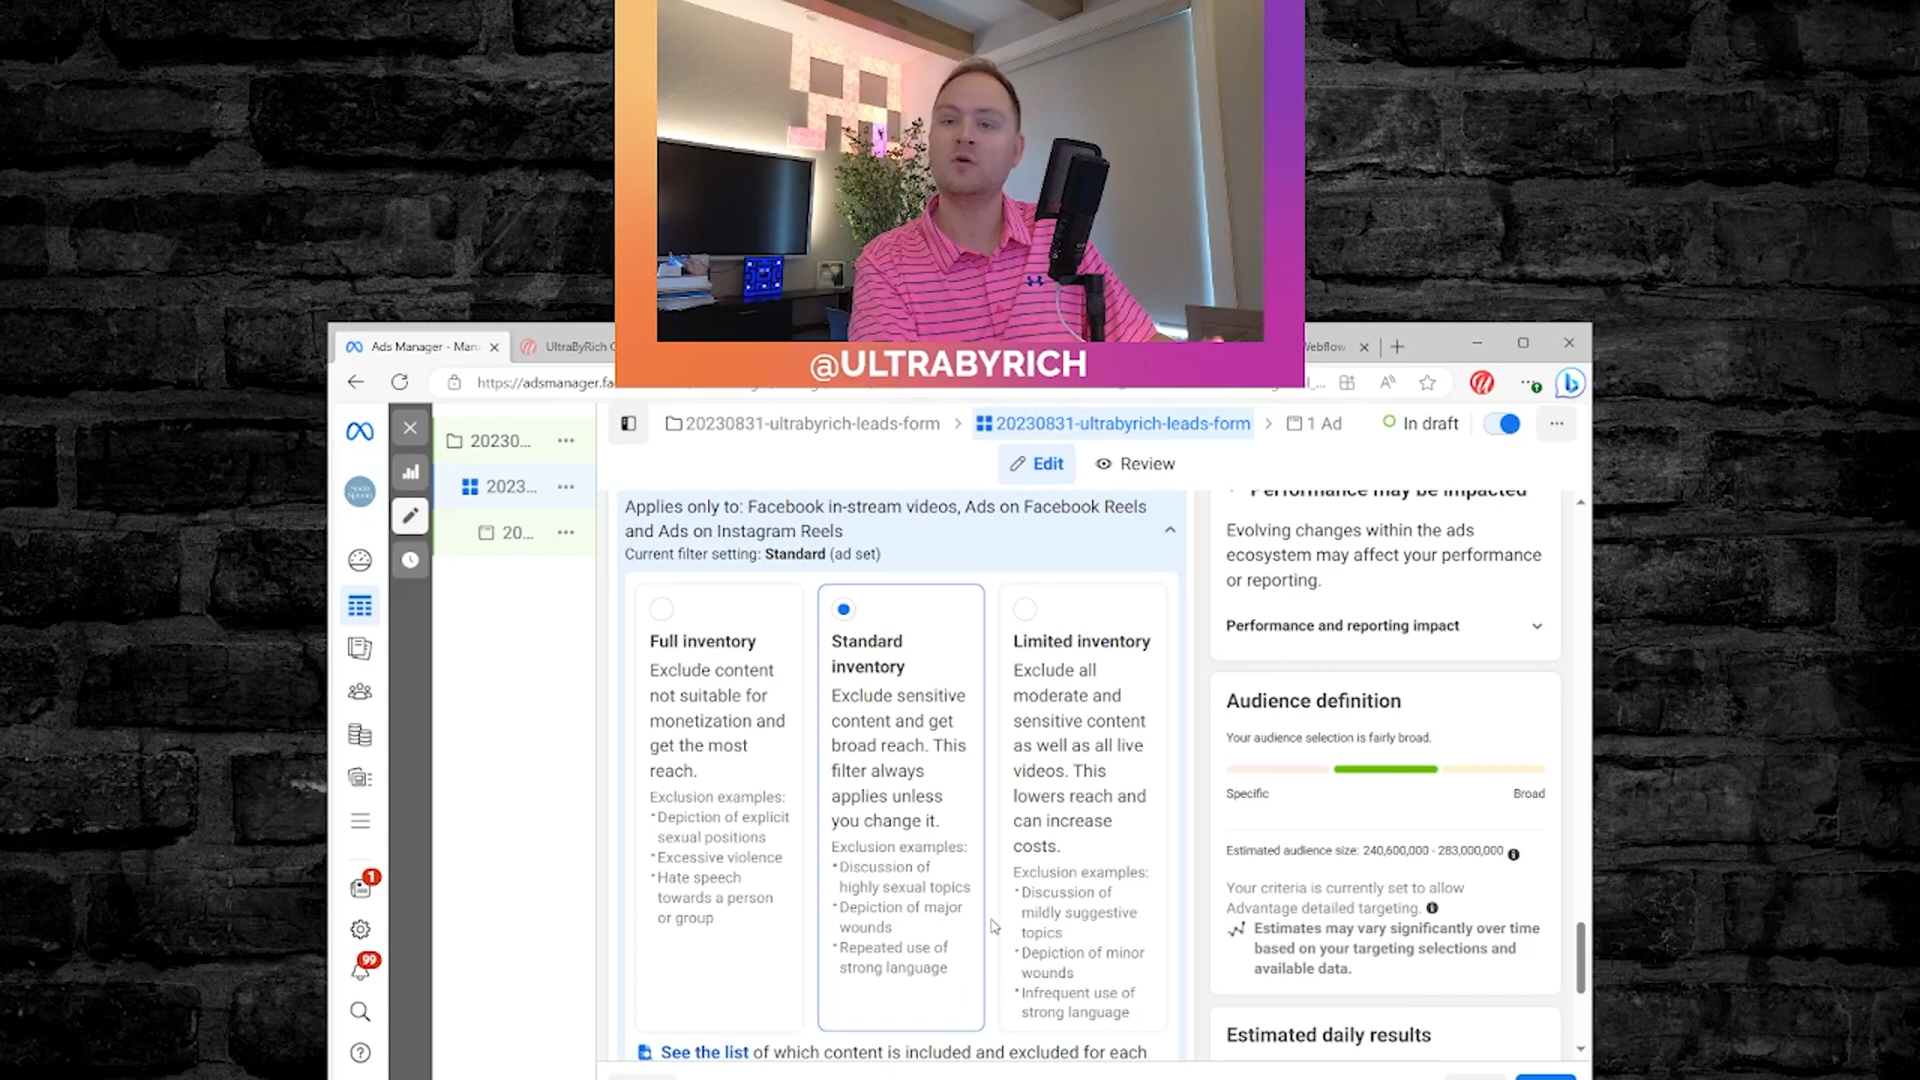 @ULTRABYRICH
Ads Manager - Man
UltraByRich
Webflow
https://adsmanager.fa
20230...
2023...
20...
20230831-ultrabyrich-leads-form
20230831-ultrabyrich-leads-form
1 Ad
In draft
Edit
Review
Applies only to: Facebook in-stream videos, Ads on Facebook Reels
and Ads on Instagram Reels
Current filter setting: Standard (ad set)
Full inventory
Exclude content
not suitable for
monetization and
get the most
reach.
Exclusion examples:
Depiction of explicit
sexual positions
Excessive violence
Hate speech
towards a person
or group
Standard
inventory
Exclude sensitive
content and get
broad reach. This
filter always
applies unless
you change it.
Exclusion examples:
Discussion of
highly sexual topics
Depiction of major
wounds
Repeated use of
strong language
Limited inventory
Exclude all
moderate and
sensitive content
as well as all live
videos. This
lowers reach and
can increase
costs.
Exclusion examples:
Discussion of
mildly suggestive
topics
Depiction of minor
wounds
Infrequent use of
strong language
See the list of which content is included and excluded for each
Performance may be impacted
Evolving changes within the ads
ecosystem may affect your performance
or reporting.
Performance and reporting impact
Audience definition
Your audience selection is fairly broad.
Specific
Broad
Estimated audience size: 240,600,000 - 283,000,000
Your criteria is currently set to allow
Advantage detailed targeting.
Estimates may vary significantly over time
based on your targeting selections and
available data.
Estimated daily results
1
99